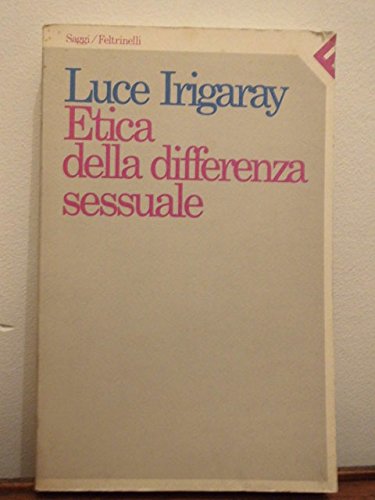 Saggi/Feltrinelli
Luce Irigaray
Etica
della differenza
sessuale